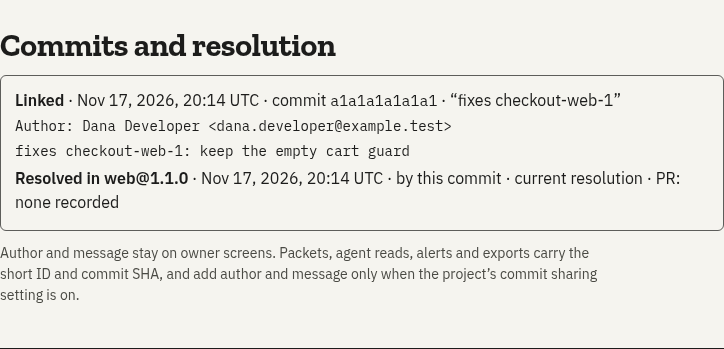 Commits and resolution
Linked · Nov 17, 2026, 20:14 UTC · commit a1a1a1a1a1a1 · “fixes checkout-web-1”
Author: Dana Developer <dana.developer@example.test>
fixes checkout-web-1: keep the empty cart guard
Resolved in web@1.1.0 · Nov 17, 2026, 20:14 UTC · by this commit · current resolution · PR:
none recorded
Author and message stay on owner screens. Packets, agent reads, alerts and exports carry the
short ID and commit SHA, and add author and message only when the project’s commit sharing
setting is on.